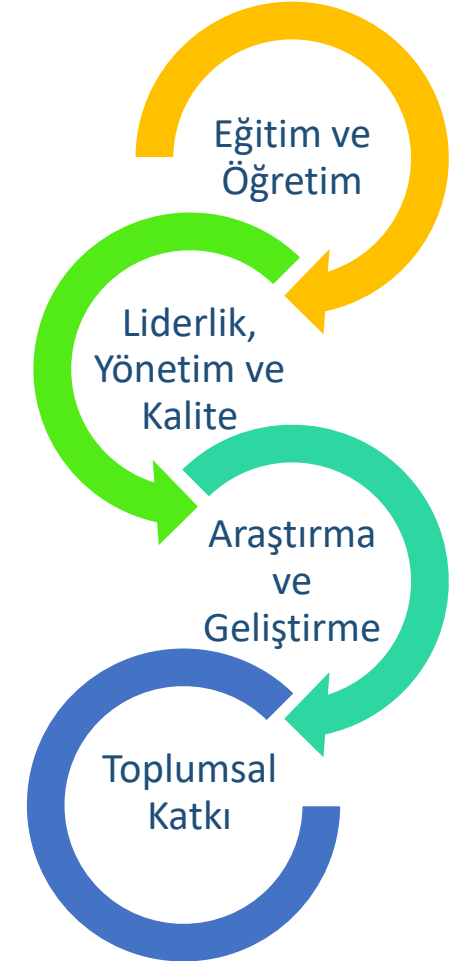 Eğitim ve
Öğretim
Liderlik,
Yönetim ve
Kalite
Araştırma
ve
Geliştirme
Toplumsal
Katkı